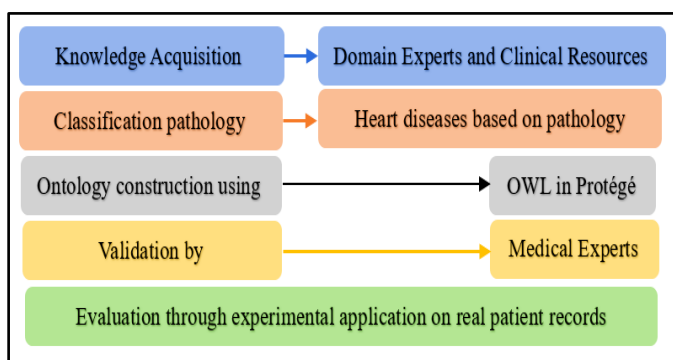 Knowledge Acquisition Domain Experts and Clinical Resources
Classification pathology Heart diseases based on pathology
Ontology construction using OWL in Protégé
Validation by Medical Experts
Evaluation through experimental application on real patient records